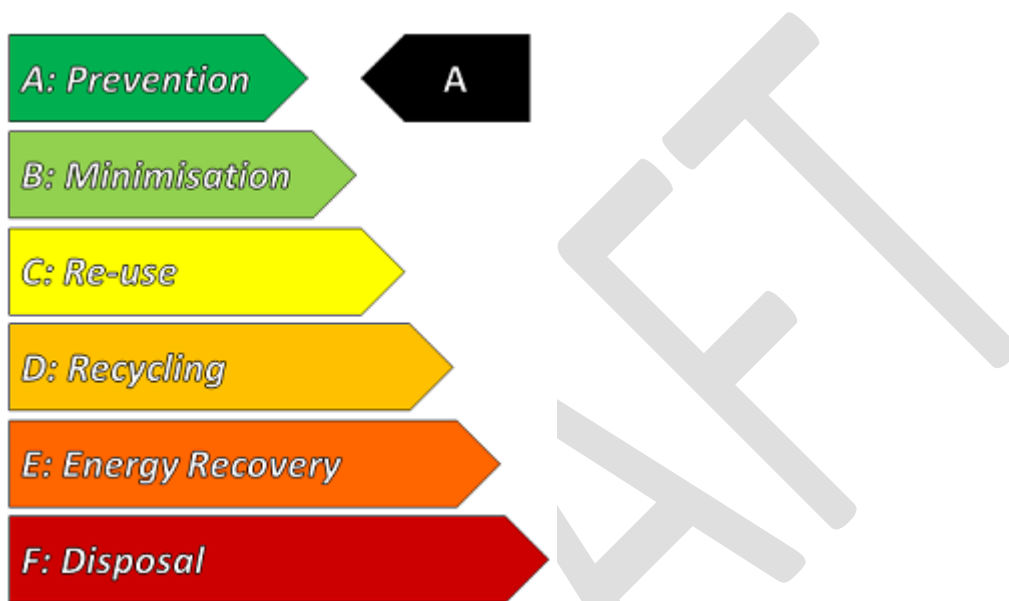 A: Prevention
A
B: Minimisation
C: Re-use
D: Recycling
E: Energy Recovery
F: Disposal
AFT